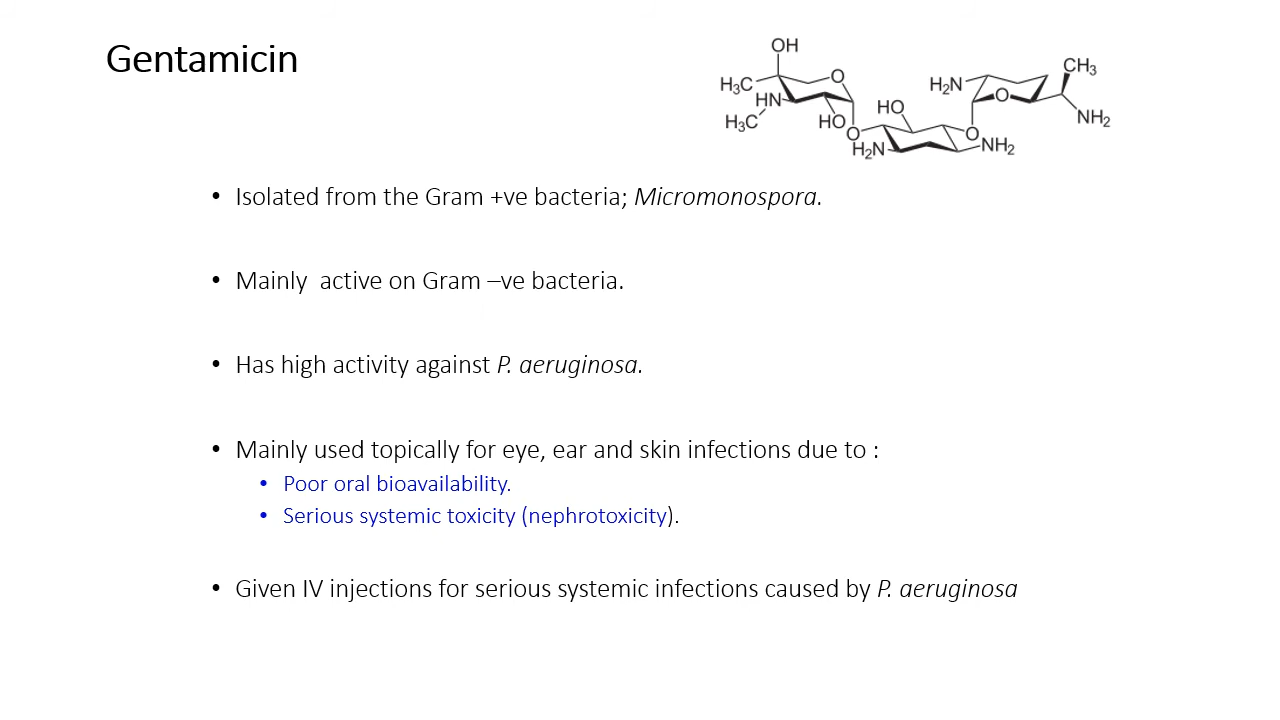 Gentamicin
OH
H₃C
HN
H₃C
HO
O
O
H₂N
HO
O
NH₂
H₂N
O
CH₃
NH₂
• Isolated from the Gram +ve bacteria; Micromonospora.
• Mainly  active on Gram –ve bacteria.
• Has high activity against P. aeruginosa.
• Mainly used topically for eye, ear and skin infections due to :
• Poor oral bioavailability.
• Serious systemic toxicity (nephrotoxicity).
• Given IV injections for serious systemic infections caused by P. aeruginosa